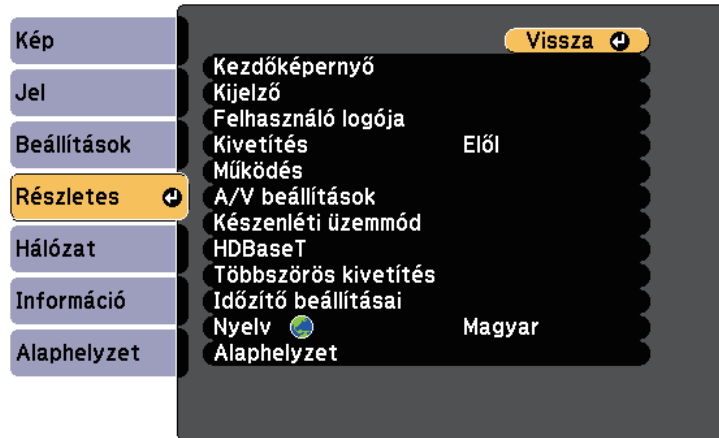 Kép
Jel
Beállítások
Részletes
Hálózat
Információ
Alaphelyzet
Vissza
Kezdőképernyő
Kijelző
Felhasználó logója
Kivetítés Elől
Működés
A/V beállítások
Készenléti üzemmód
HDBaseT
Többszörös kivetítés
Időzítő beállításai
Nyelv Magyar
Alaphelyzet